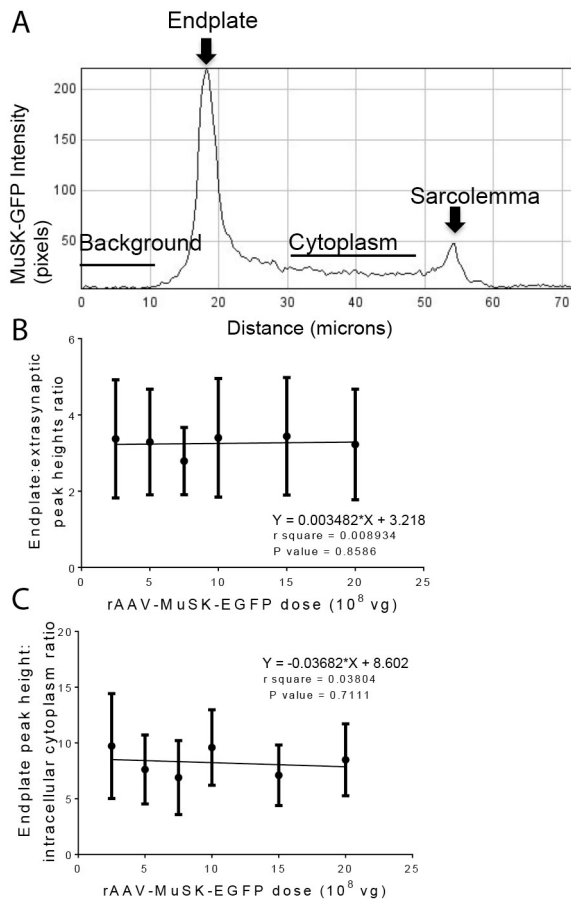 A
Endplate
MuSK-GFP Intensity
(pixels)
220
200
150
100
50
Background
Cytoplasm
Sarcolemma
0 10 20 30 40 50 60 70
Distance (microns)
B
Endplate:extrasynaptic
peak heights ratio
6
4
2
0
Y = 0.003482*X + 3.218
r square = 0.008934
P value = 0.8586
0 5 10 15 20 25
rAAV-MuSK-EGFP dose (10⁸ vg)
C
Endplate peak height:
intracellular cytoplasm ratio
20
15
10
5
0
Y = -0.03682*X + 8.602
r square = 0.03804
P value = 0.7111
0 5 10 15 20 25
rAAV-MuSK-EGFP dose (10⁸ vg)